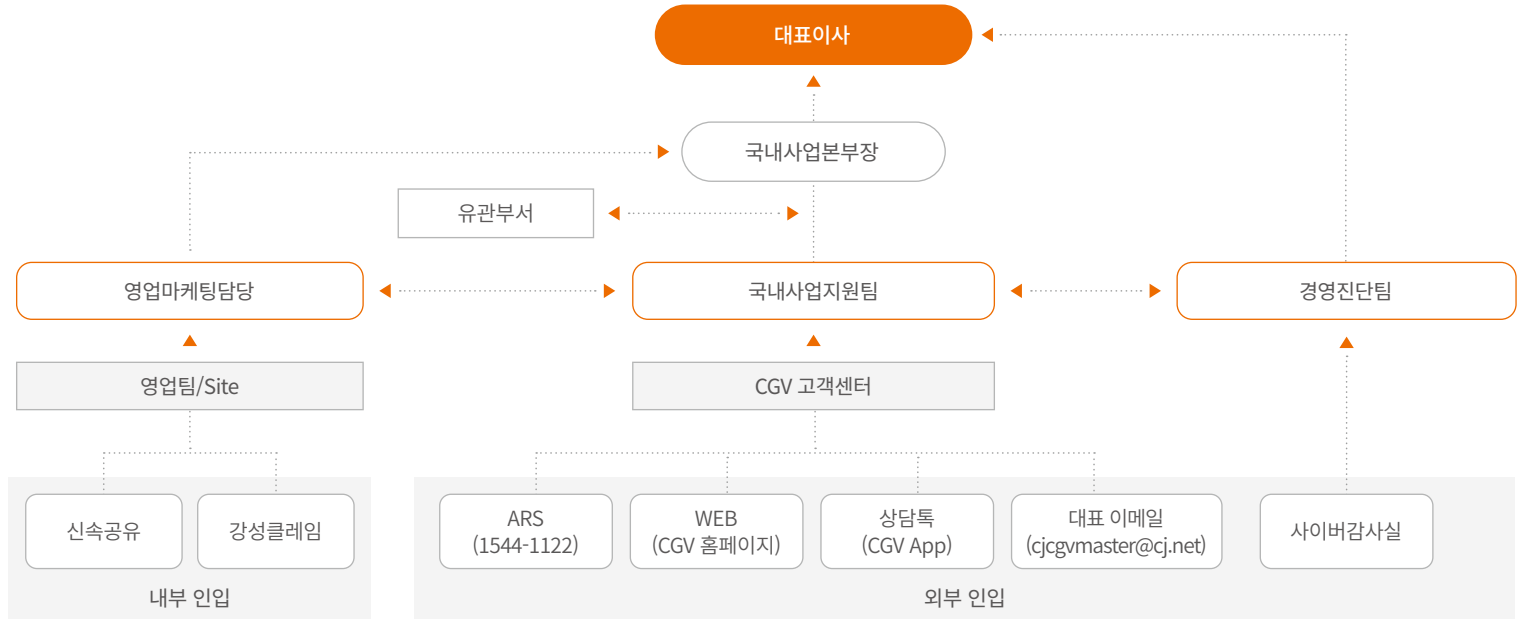 대표이사
국내사업본부장
유관부서
영업마케팅담당
국내사업지원팀
경영진단팀
영업팀/Site
CGV 고객센터
신속공유
강성클레임
ARS
(1544-1122)
WEB
(CGV 홈페이지)
상담톡
(CGV App)
대표 이메일
(cjcgvmaster@cj.net)
사이버감사실
내부 인입
외부 인입